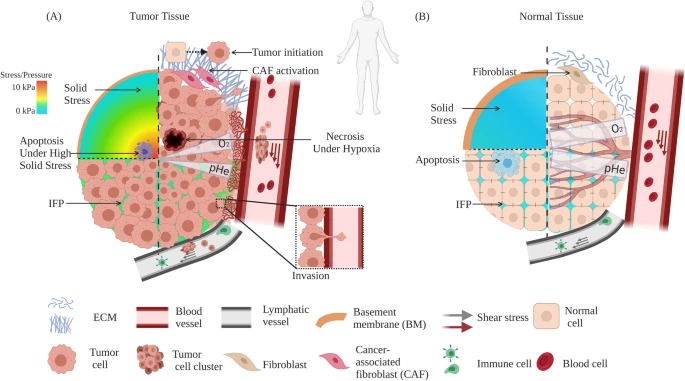 (A)
Tumor Tissue
(B)
Normal Tissue
Tumor initiation
CAF activation
Stress/Pressure
10 kPa
0 kPa
Solid
Stress
Apoptosis
Under High
Solid Stress
IFP
O2
pHe
Necrosis
Under Hypoxia
Invasion
Fibroblast
Solid
Stress
Apoptosis
IFP
O2
pHe
ECM
Blood
vessel
Lymphatic
vessel
Basement
membrane (BM)
Shear stress
Normal
cell
Tumor
cell
Tumor
cell cluster
Fibroblast
Cancer-
associated
fibroblast (CAF)
Immune cell
Blood cell